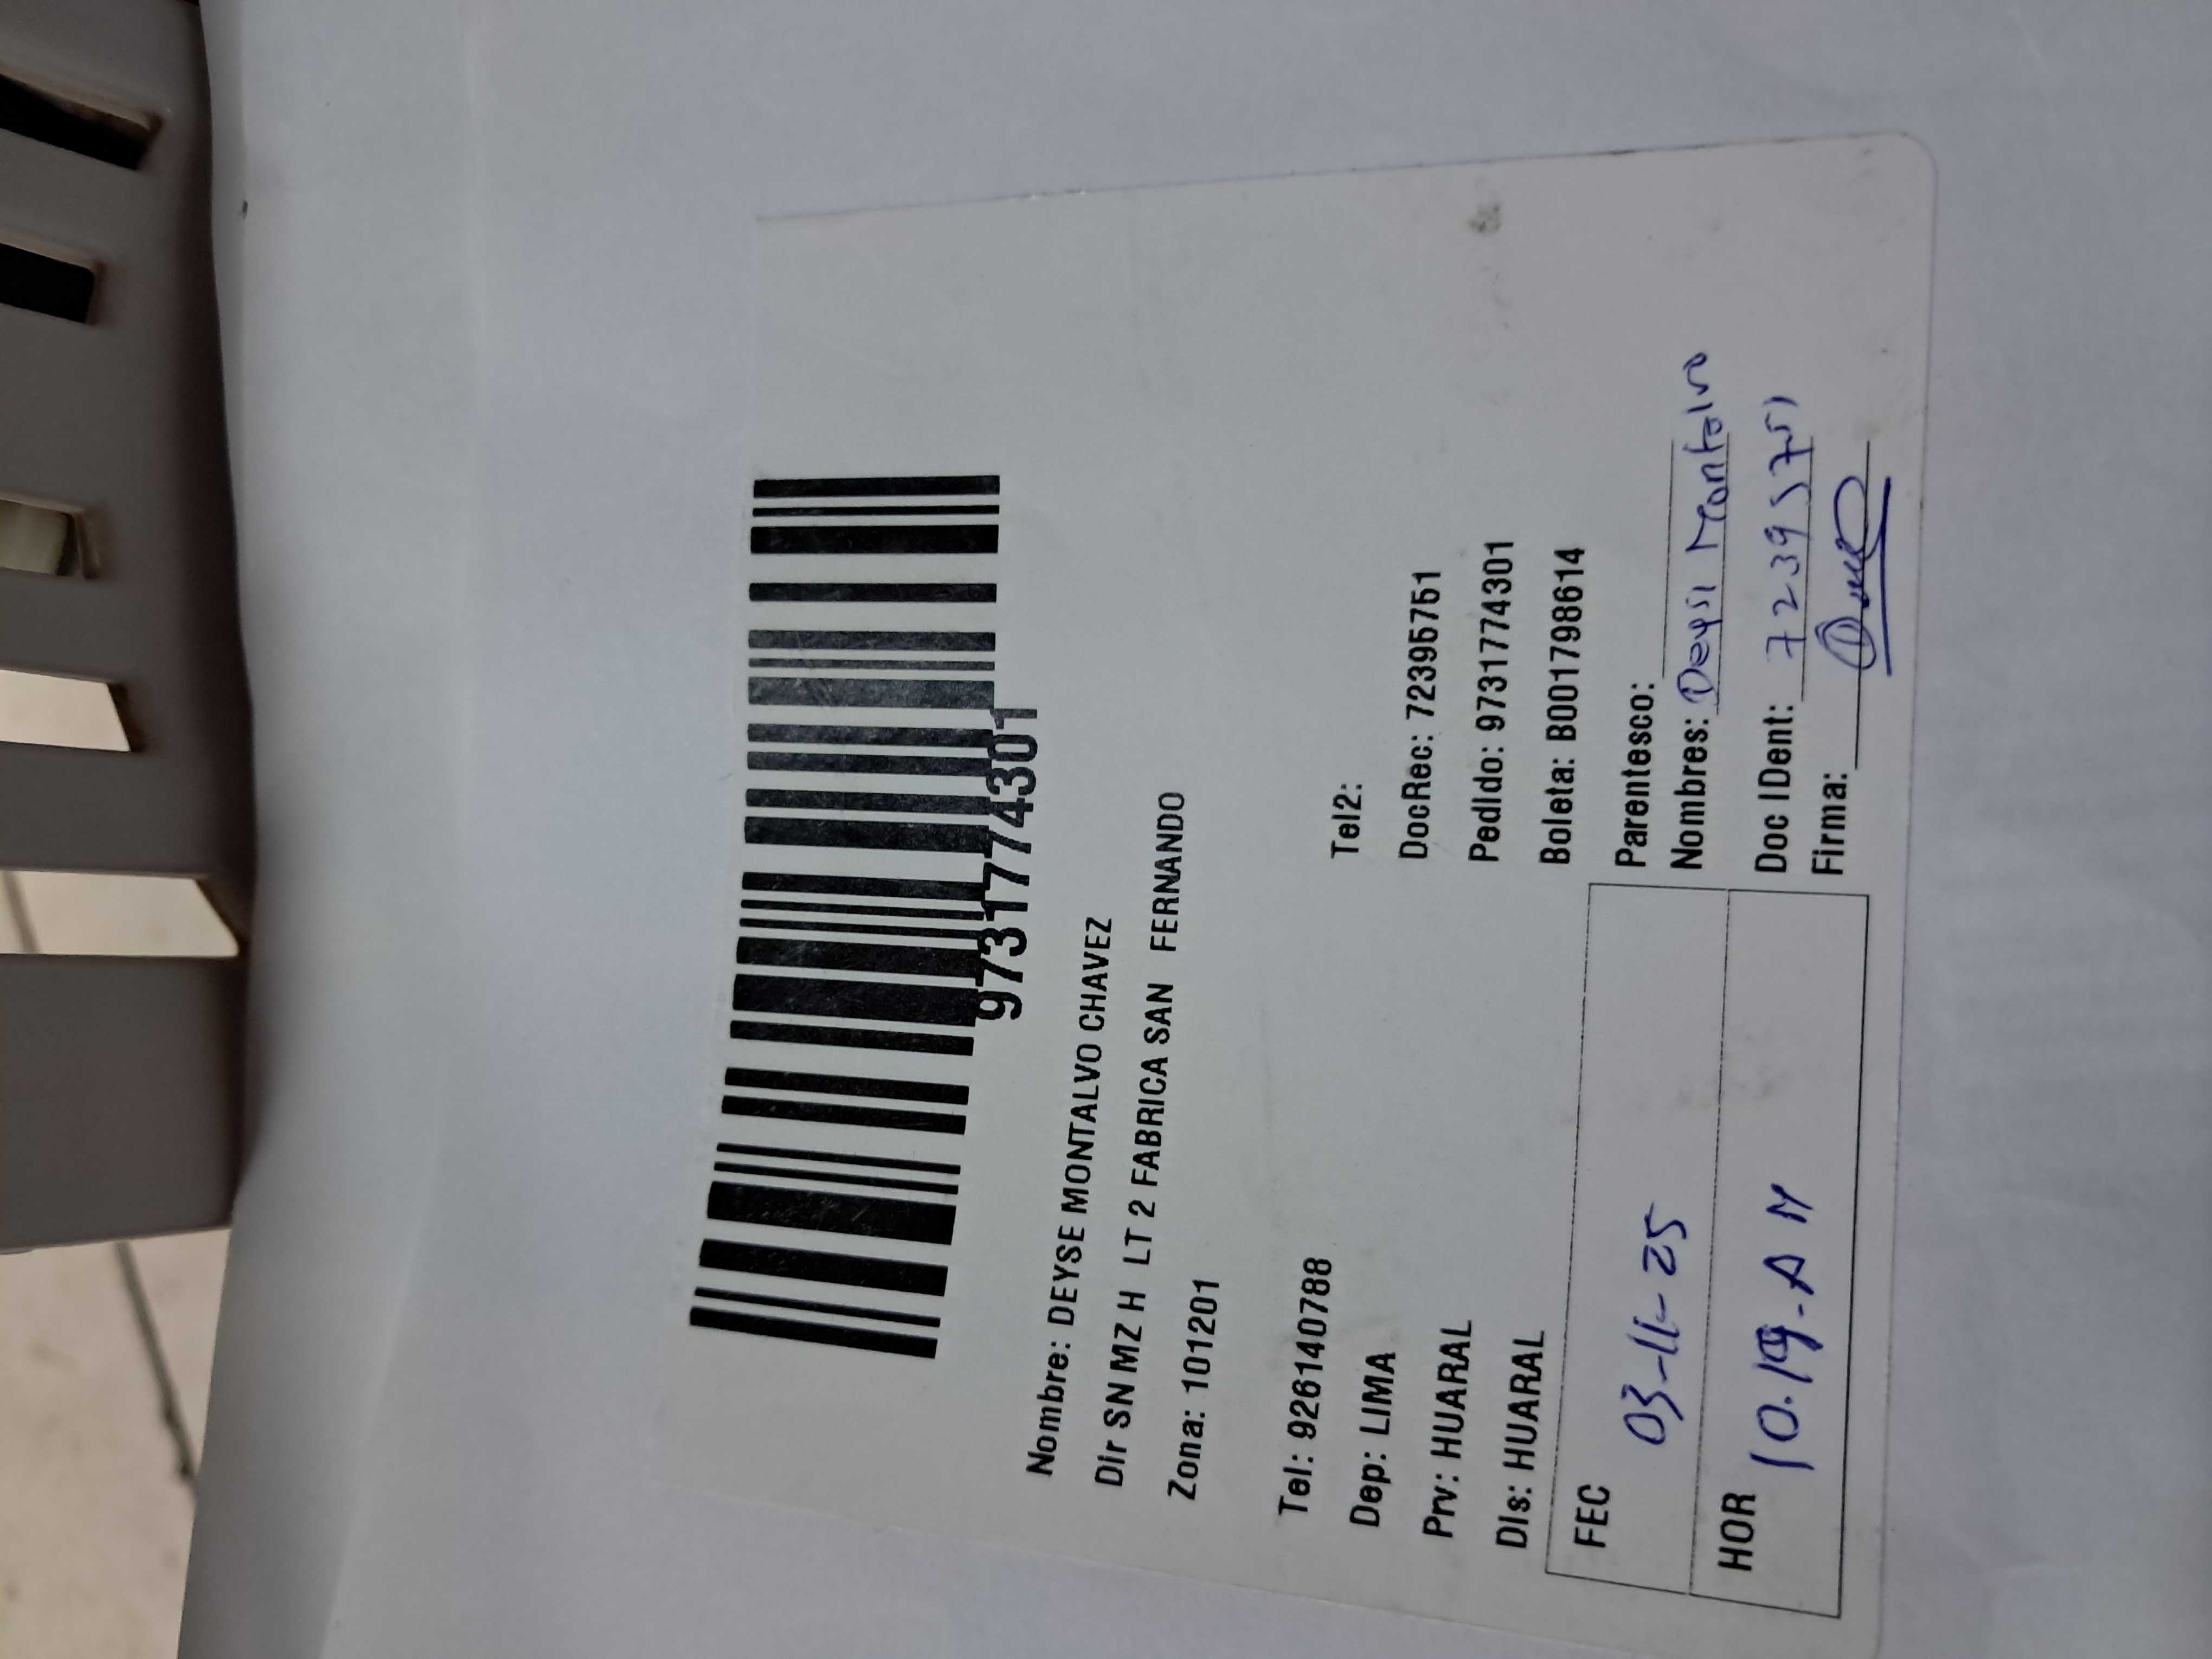 97317774301
Nombre: DEYSE MONTALVO CHAVEZ
Dir SN MZ H LT 2 FABRICA SAN FERNANDO
Zona: 101201
Tel: 926140788
Tel2:
Dep: LIMA
DocRec: 72395751
Prv: HUARAL
Pedido: 97317774301
Dis: HUARAL
Boleta: B001798614
FEC 03-11-25
Parentesco:
Nombres: Deysi Montalvo
HOR 10.19-AM
Doc IDent: 72395751
Firma: